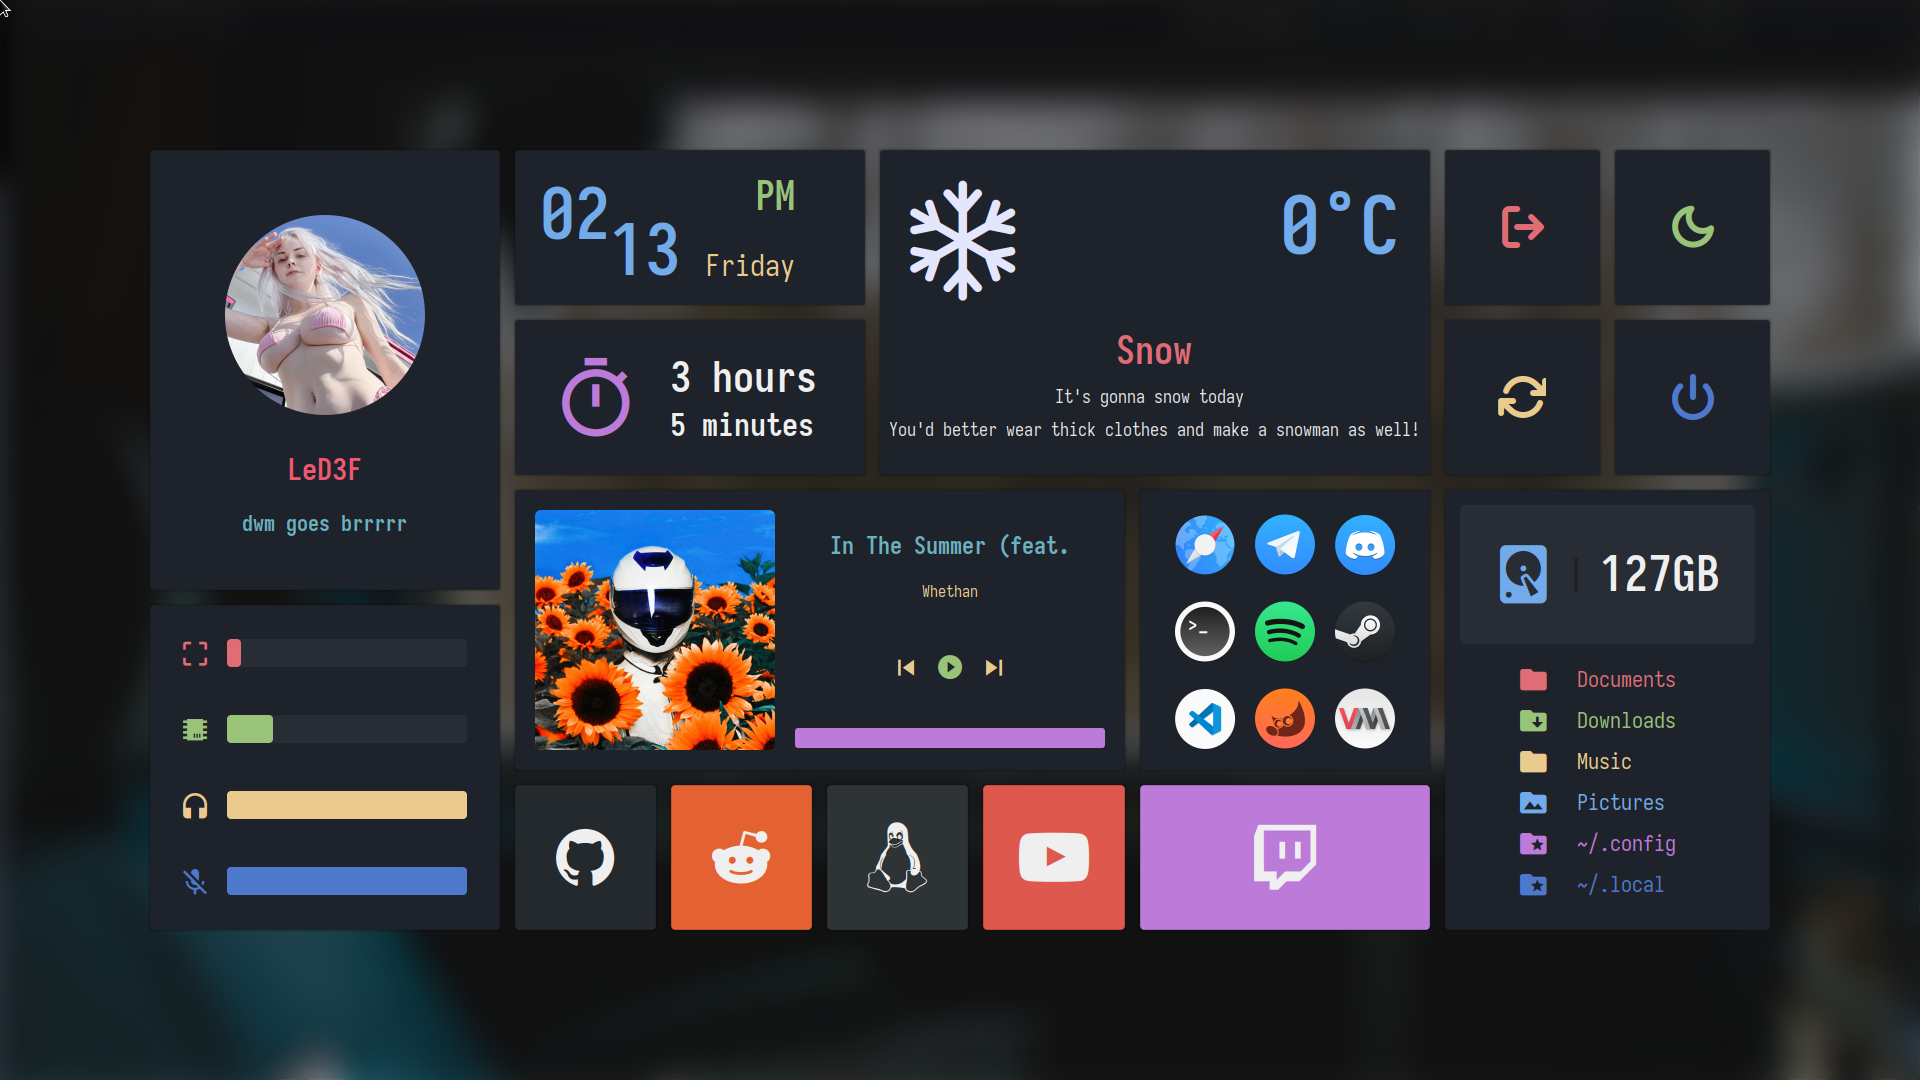 LeD3F
dwm goes brrrrr
02
13
PM
Friday
3 hours
5 minutes
0°C
Snow
It's gonna snow today
You'd better wear thick clothes and make a snowman as well!
In The Summer (feat.
Whethan
>_
VM
127GB
Documents
Downloads
Music
Pictures
~/.config
~/.local